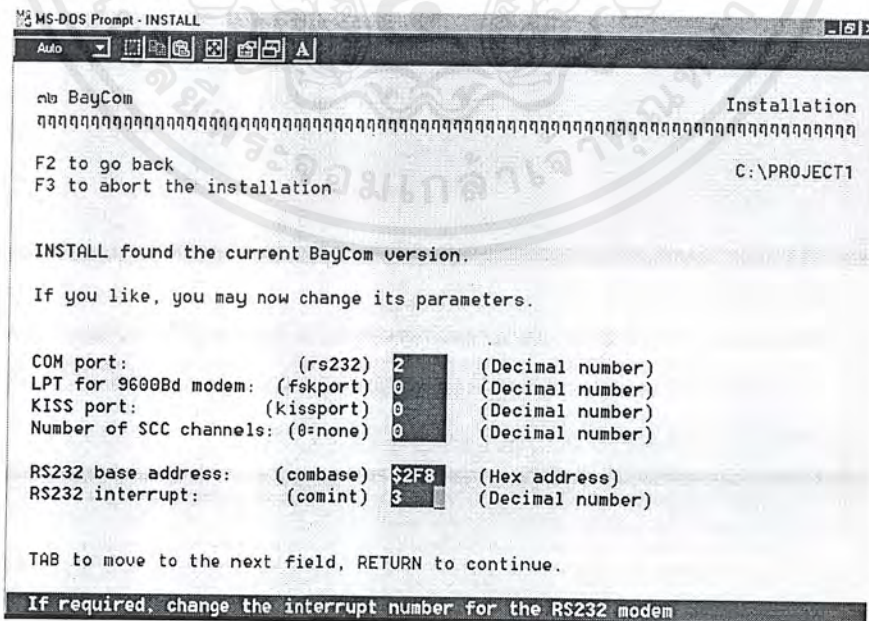 MS-DOS Prompt - INSTALL
Auto
BayCom Installation
ηηηηηηηηηηηηηηηηηηηηηηηηηηηηηηηηηηηηηηηηηηηηηηηηηηηηηηηηηηηηηηηηηηηηηηηηηηηη
F2 to go back C:\PROJECT1
F3 to abort the installation
INSTALL found the current BayCom version.
If you like, you may now change its parameters.
COM port: (rs232) 2 (Decimal number)
LPT for 9600Bd modem: (fskport) 0 (Decimal number)
KISS port: (kissport) 0 (Decimal number)
Number of SCC channels: (0=none) 0 (Decimal number)
RS232 base address: (combase) $2F8 (Hex address)
RS232 interrupt: (comint) 3 (Decimal number)
TAB to move to the next field, RETURN to continue.
If required, change the interrupt number for the RS232 modem